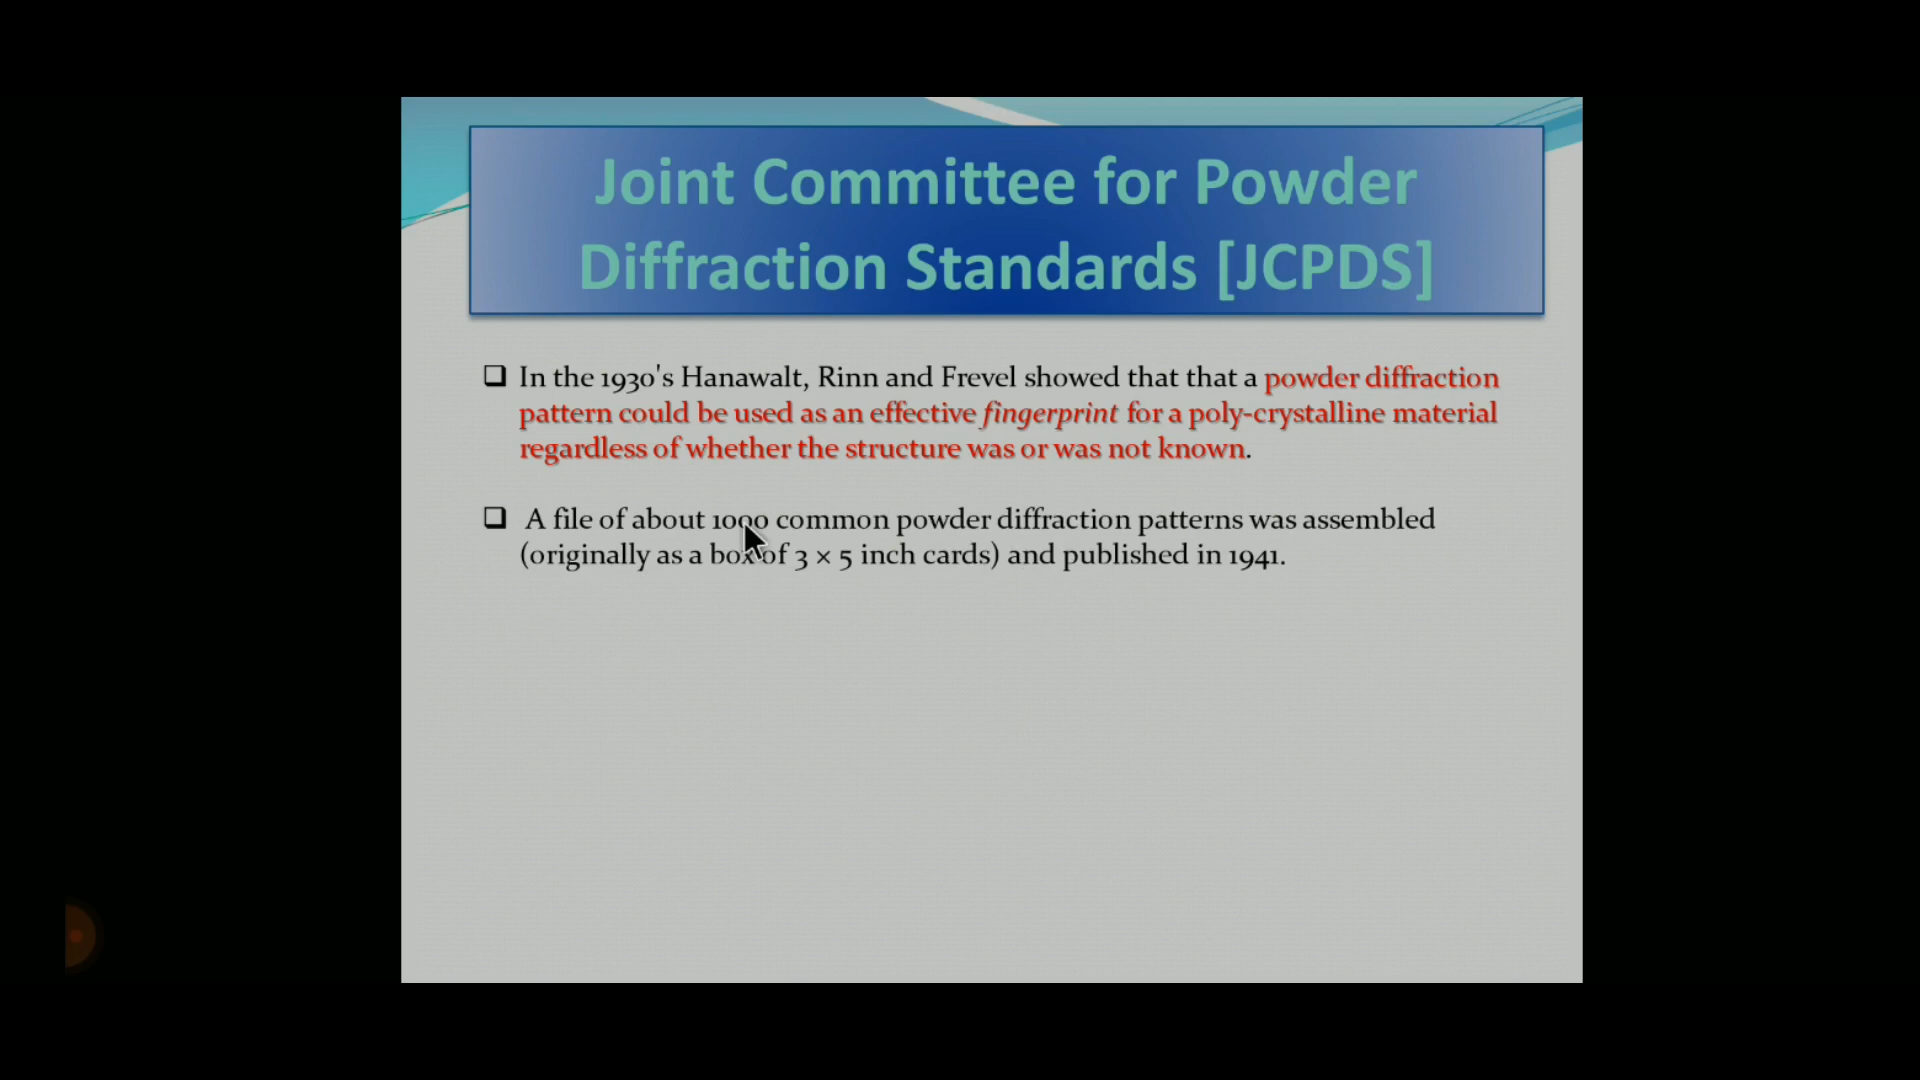 Joint Committee for Powder
Diffraction Standards [JCPDS]
In the 1930's Hanawalt, Rinn and Frevel showed that that a powder diffraction
pattern could be used as an effective fingerprint for a poly-crystalline material
regardless of whether the structure was or was not known.
A file of about 1000 common powder diffraction patterns was assembled
(originally as a box of 3 × 5 inch cards) and published in 1941.